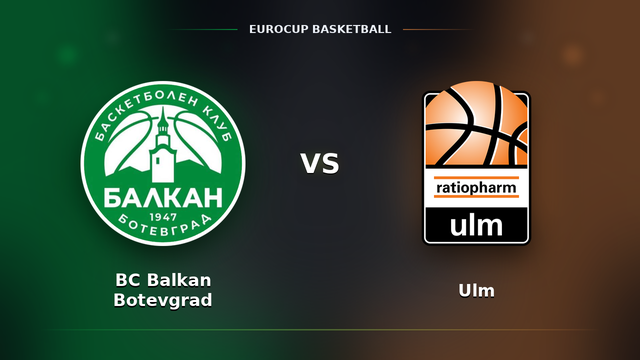 EUROCUP BASKETBALL
БАСКЕТБОЛЕН КЛУБ
БАЛКАН
1947
БОТЕВГРАД
VS
ratiopharm
ulm
BC Balkan
Botevgrad
Ulm